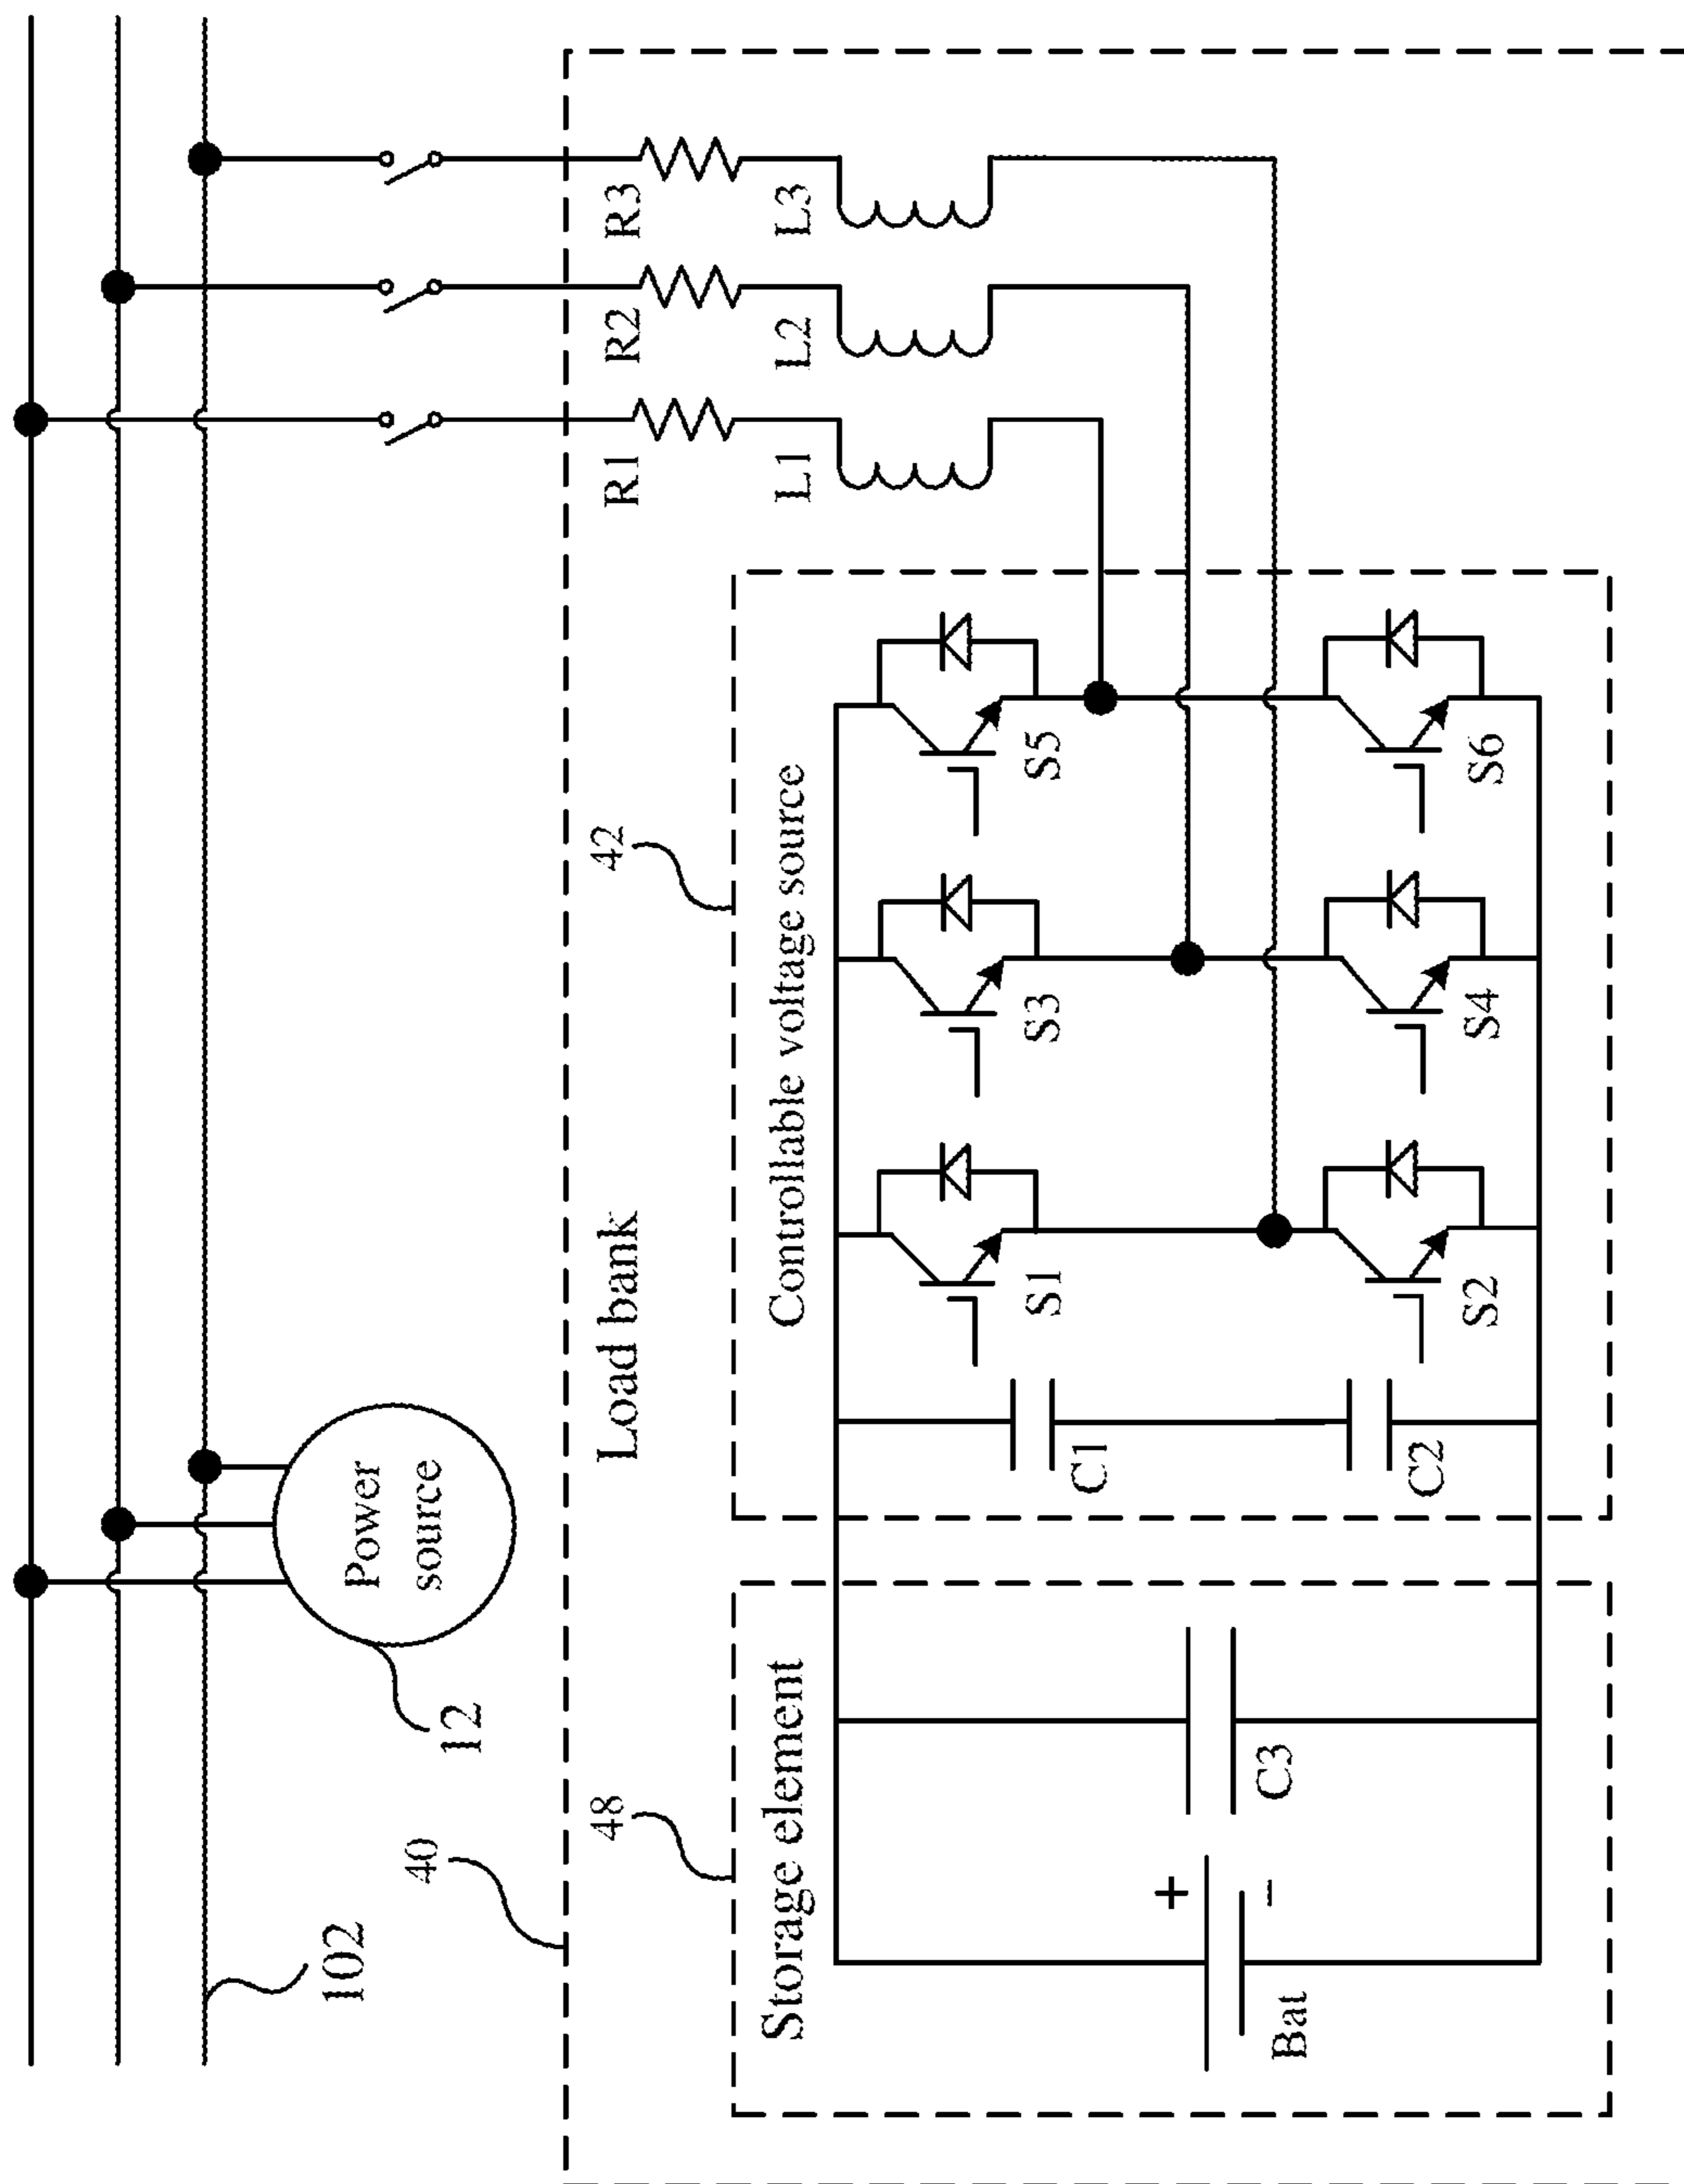 102
12
Power
source
40
Load bank
48
Storage element
42
Controllable voltage source
R1
R2
R3
L1
L2
L3
+
−
Bat
C3
C1
C2
S1
S3
S5
S2
S4
S6